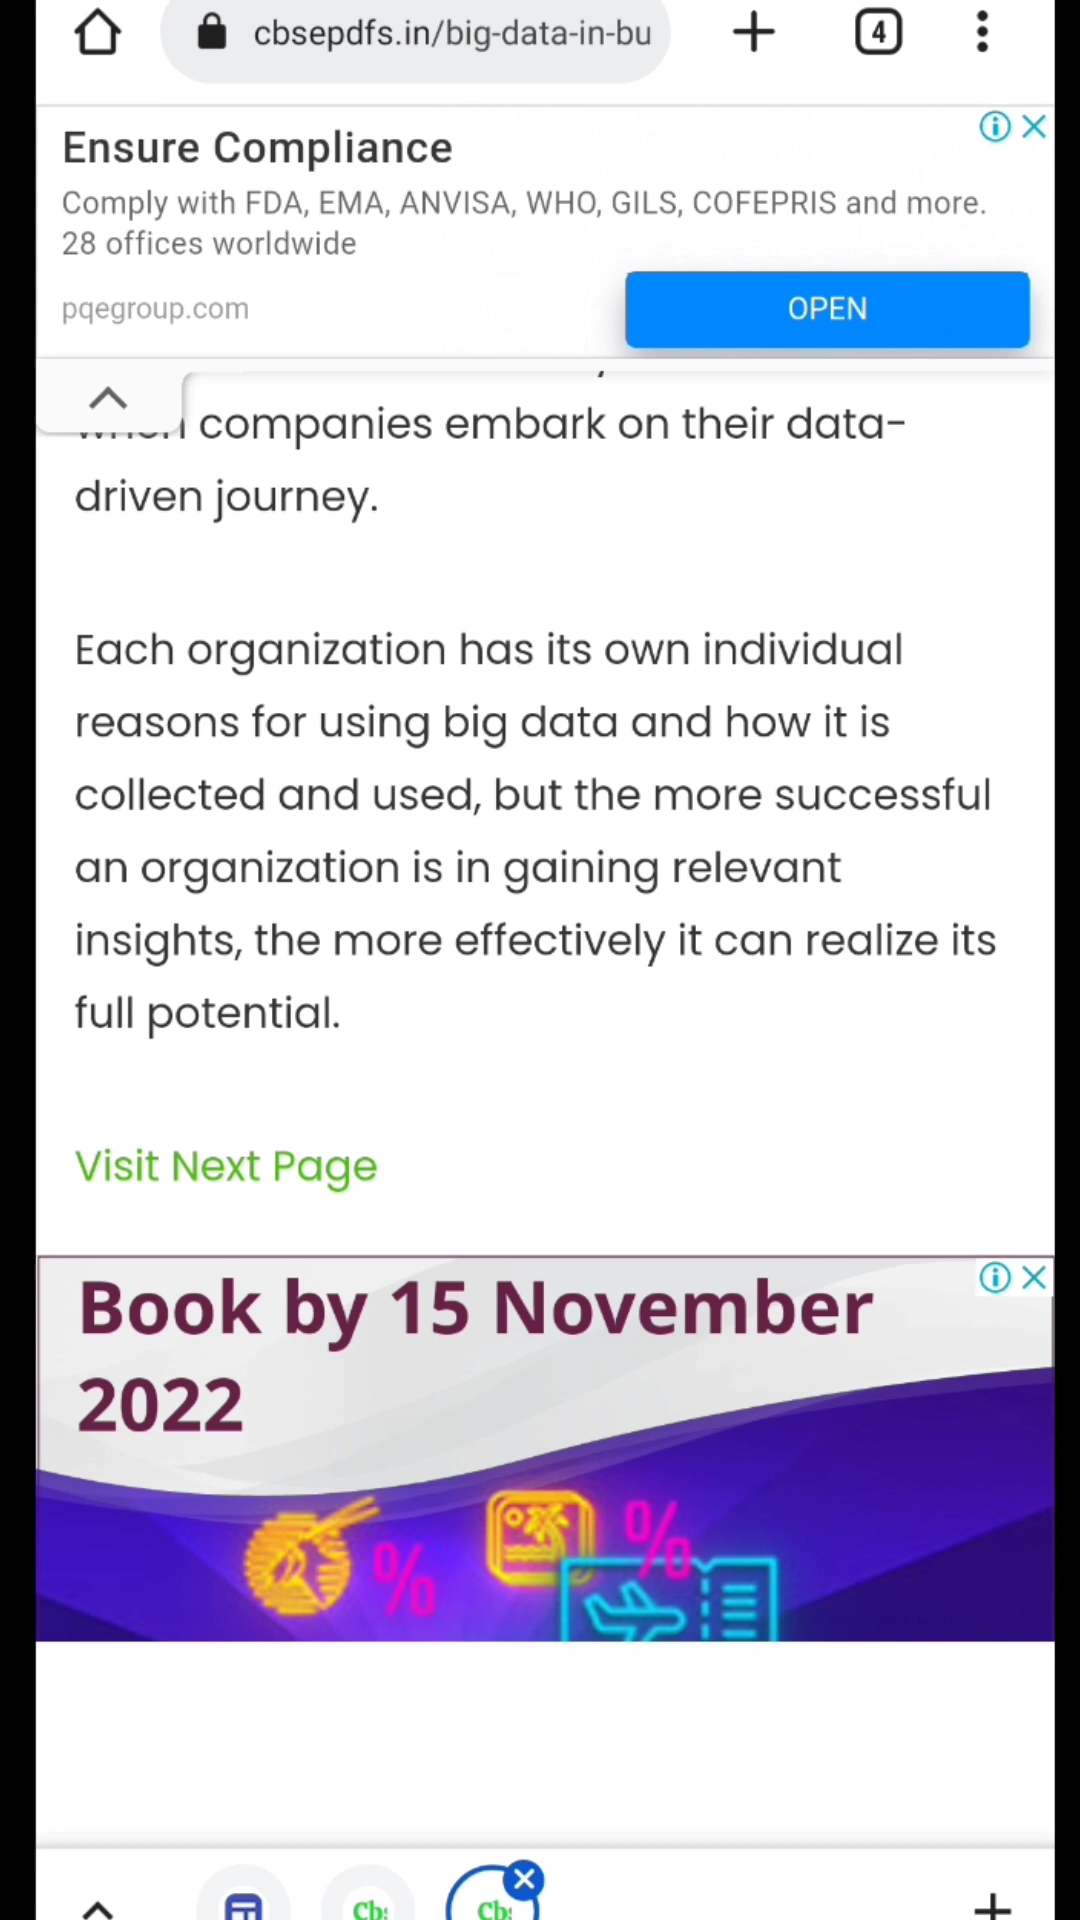 cbsepdfs.in/big-data-in-bu
4
Ensure Compliance
Comply with FDA, EMA, ANVISA, WHO, GILS, COFEPRIS and more.
28 offices worldwide
pqegroup.com
OPEN
when companies embark on their data-
driven journey.
Each organization has its own individual
reasons for using big data and how it is
collected and used, but the more successful
an organization is in gaining relevant
insights, the more effectively it can realize its
full potential.
Visit Next Page
Book by 15 November
2022
% %
Cb: Cb: